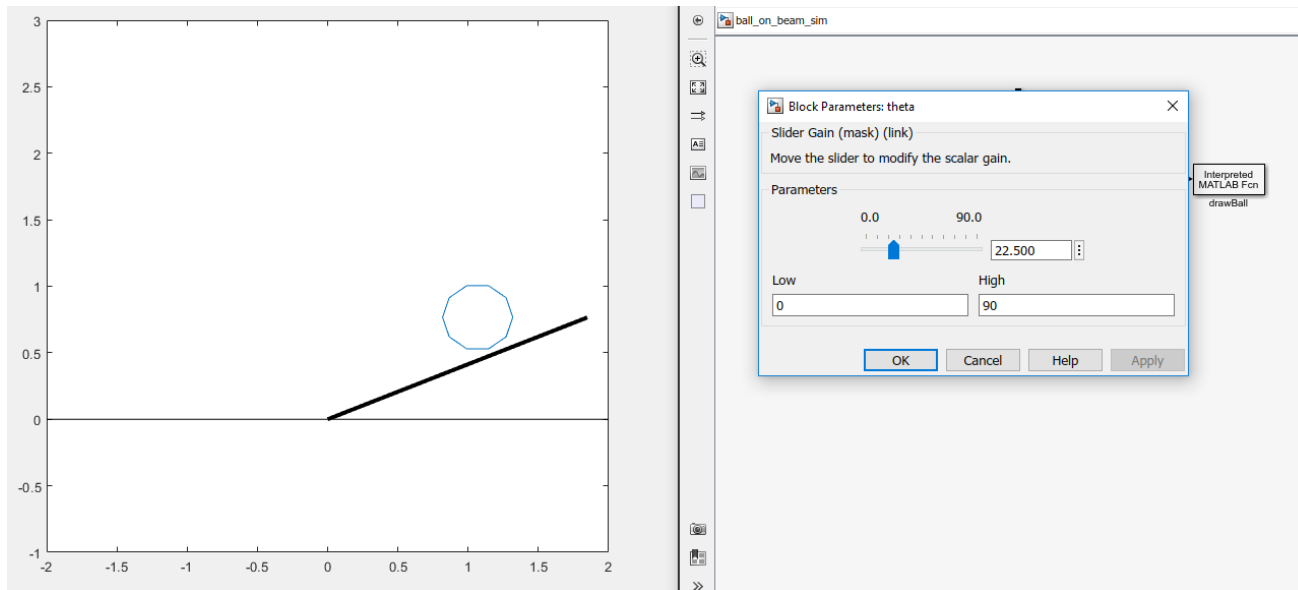 3
2.5
2
1.5
1
0.5
0
-0.5
-1
-2
-1.5
-1
-0.5
0
0.5
1
1.5
2
ball_on_beam_sim
Block Parameters: theta
Slider Gain (mask) (link)
Move the slider to modify the scalar gain.
Parameters
0.0 90.0
22.500
Low High
0 90
OK Cancel Help Apply
Interpreted
MATLAB Fcn
drawBall